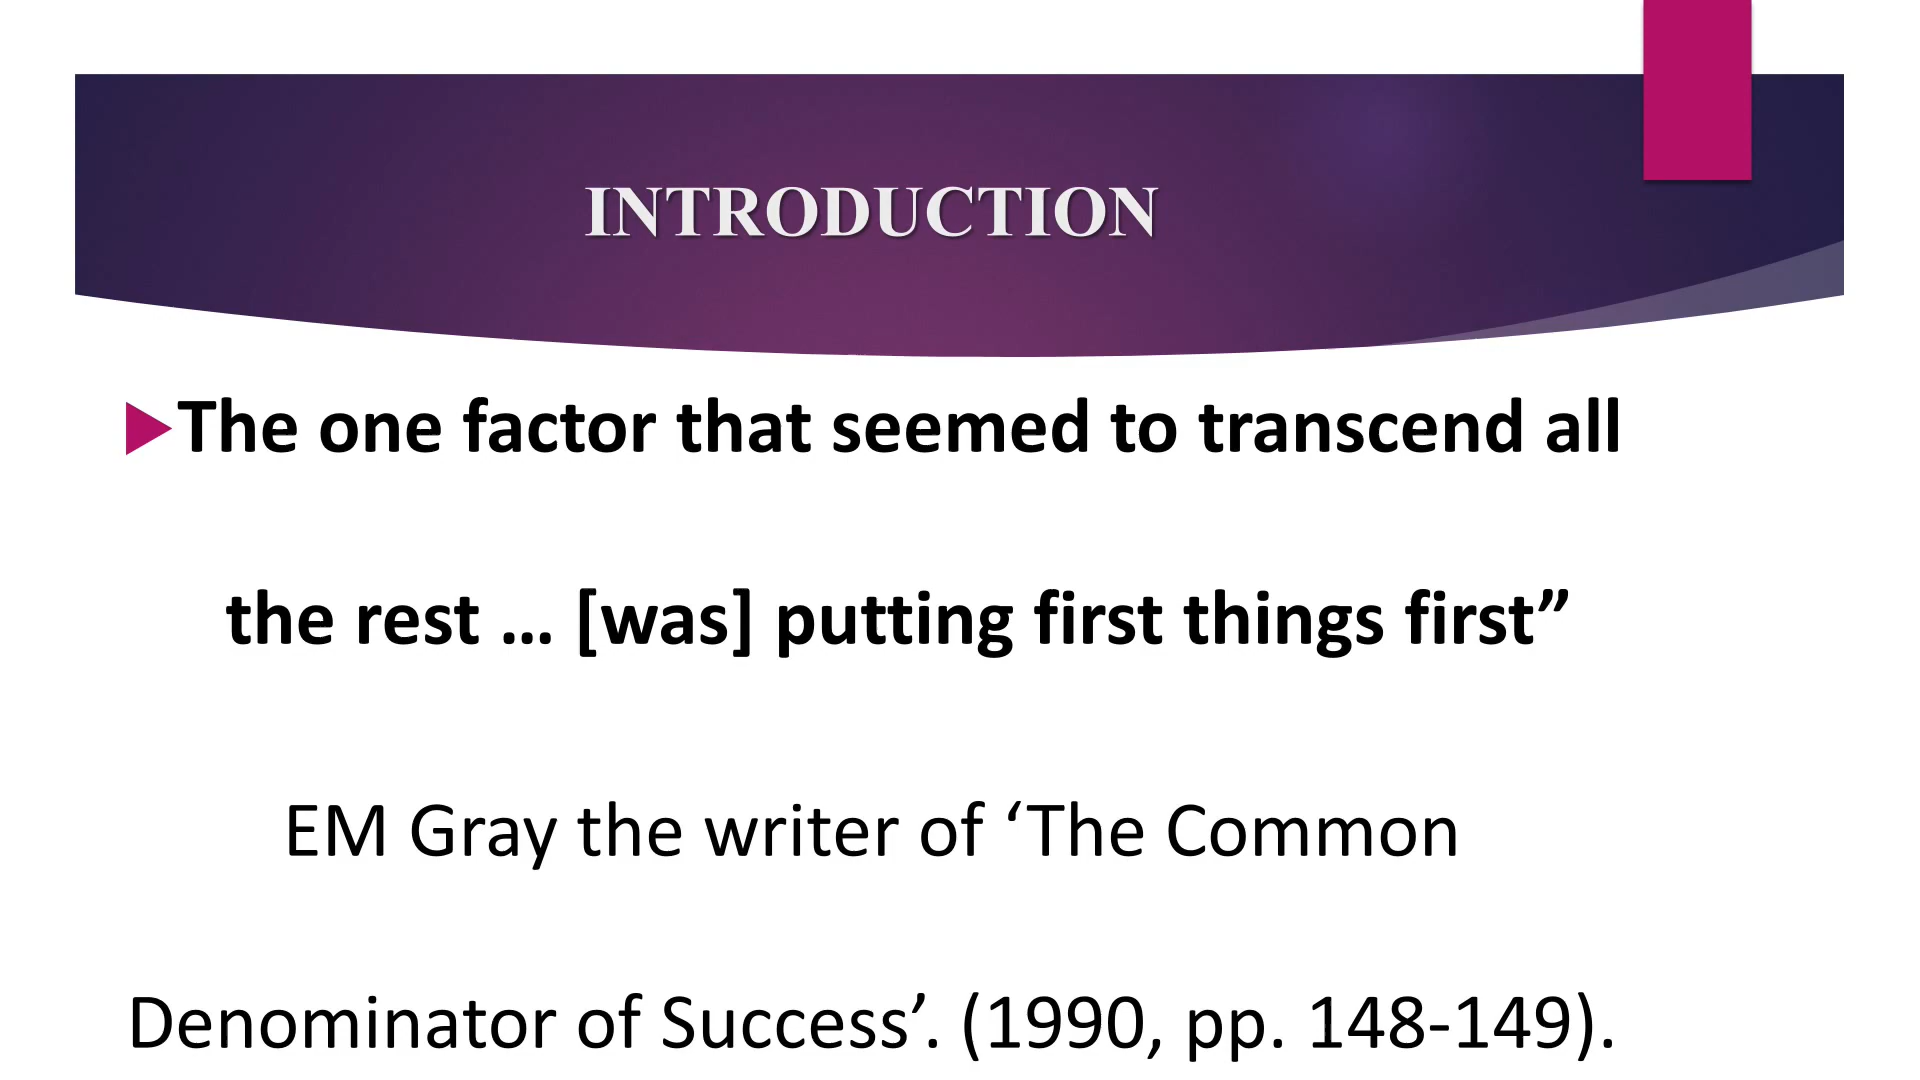 INTRODUCTION
The one factor that seemed to transcend all
the rest … [was] putting first things first”
EM Gray the writer of ‘The Common
Denominator of Success’. (1990, pp. 148-149).